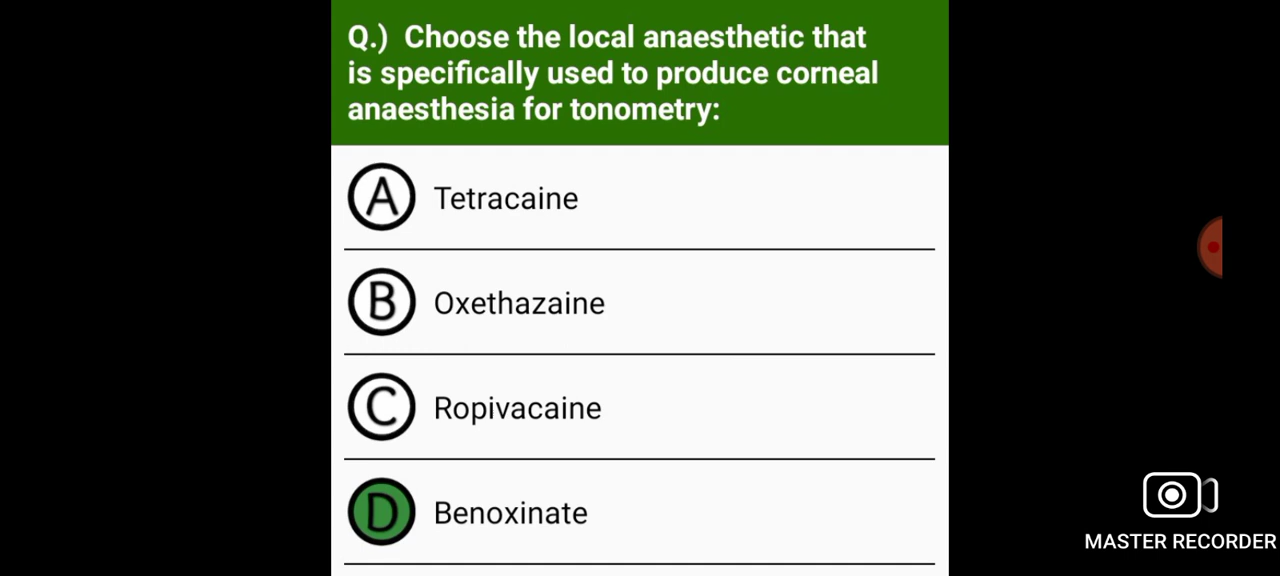 Q.) Choose the local anaesthetic that
is specifically used to produce corneal
anaesthesia for tonometry:
A Tetracaine
B Oxethazaine
C Ropivacaine
D Benoxinate
MASTER RECORDER